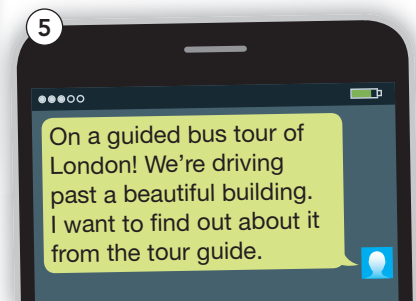 5
On a guided bus tour of
London! We're driving
past a beautiful building.
I want to find out about it
from the tour guide.